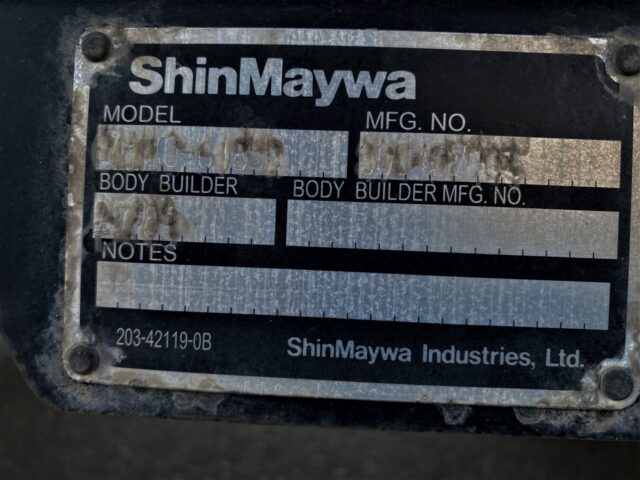 ShinMaywa
MODEL MFG. NO.
BODY BUILDER BODY BUILDER MFG. NO.
NOTES
203-42119-0B ShinMaywa Industries, Ltd.